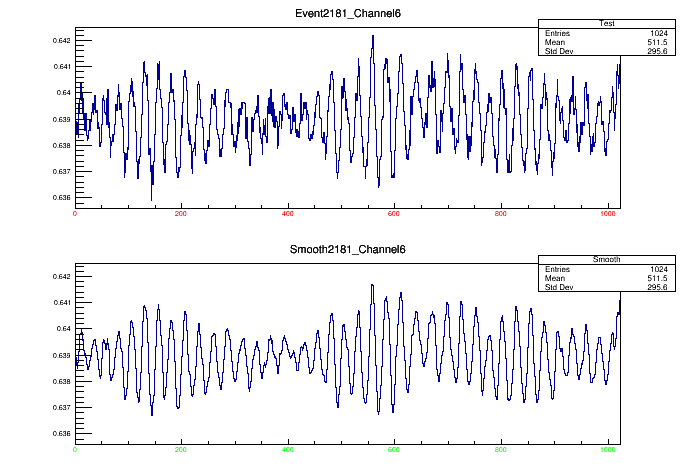 Event2181_Channel6
Test
Entries 1024
Mean 511.5
Std Dev 295.6
0.642
0.641
0.64
0.639
0.638
0.637
0.636
0 200 400 600 800 1000
Smooth2181_Channel6
Smooth
Entries 1024
Mean 511.5
Std Dev 295.6
0.642
0.641
0.64
0.639
0.638
0.637
0.636
0 200 400 600 800 1000